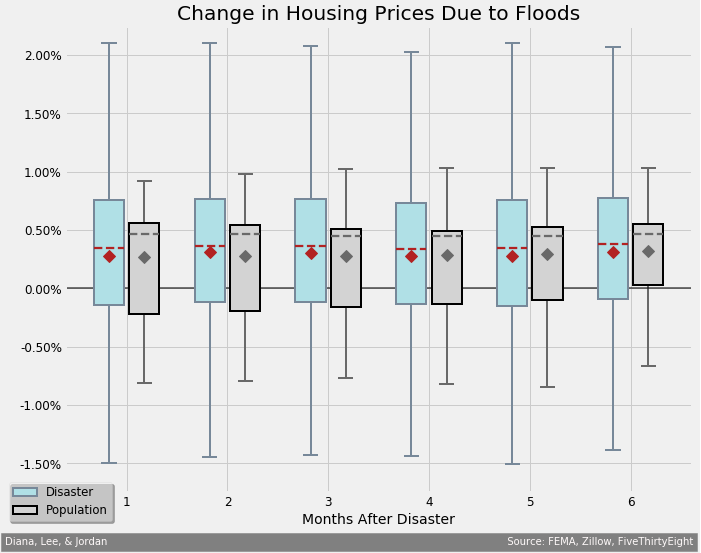 Change in Housing Prices Due to Floods
2.00%
1.50%
1.00%
0.50%
0.00%
-0.50%
-1.00%
-1.50%
1 2 3 4 5 6
Disaster
Population
Months After Disaster
Diana, Lee, & Jordan Source: FEMA, Zillow, FiveThirtyEight